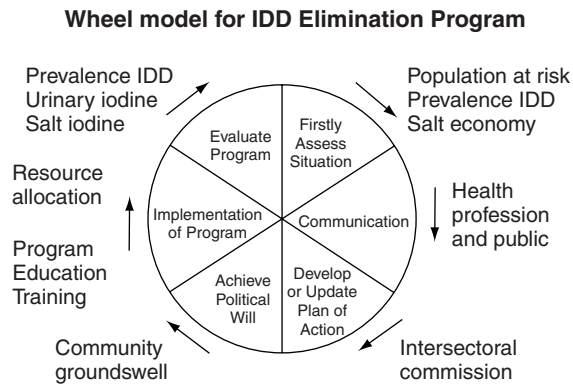 Wheel model for IDD Elimination Program
Prevalence IDD
Urinary iodine
Salt iodine
Population at risk
Prevalence IDD
Salt economy
Evaluate
Program
Firstly
Assess
Situation
Resource
allocation
Health
profession
and public
Implementation
of Program
Communication
Program
Education
Training
Achieve
Political
Will
Develop
or Update
Plan of
Action
Community
groundswell
Intersectoral
commission